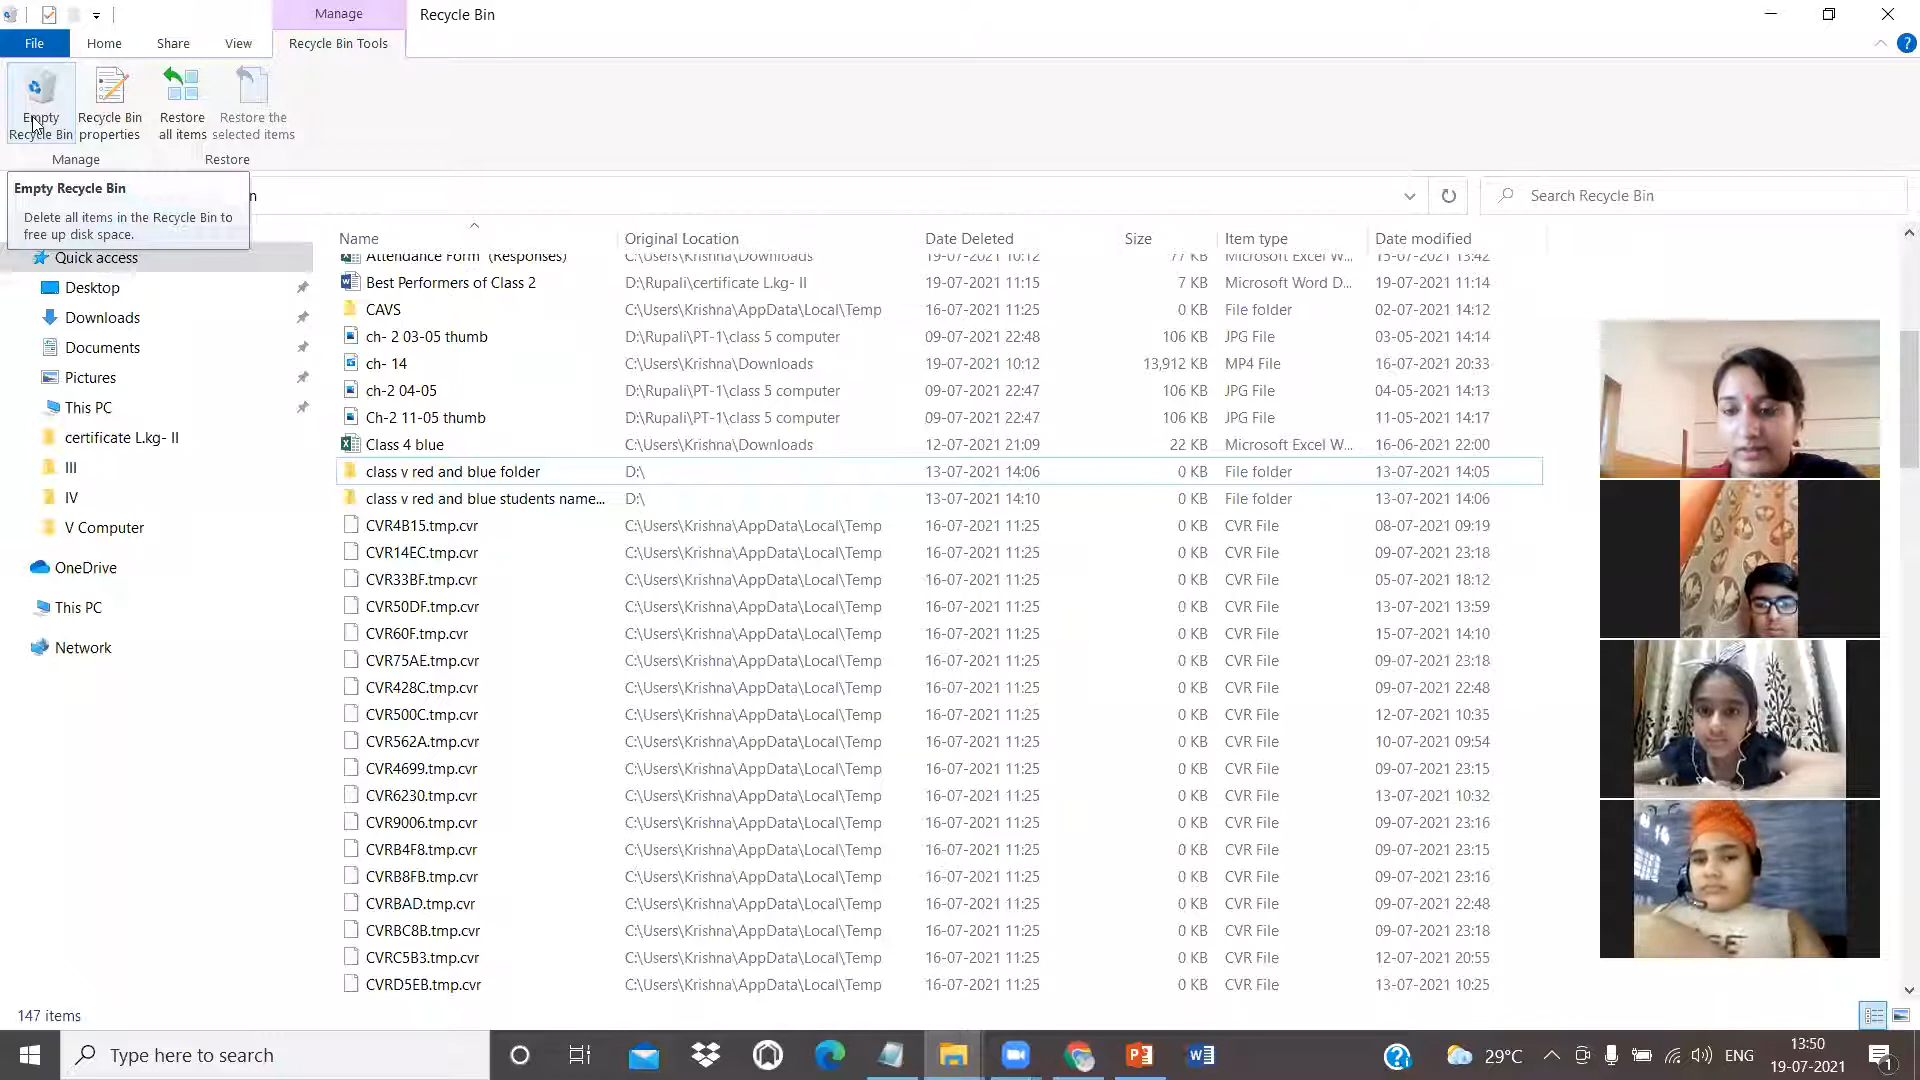 Manage
Recycle Bin
File
Home
Share
View
Recycle Bin Tools
Empty Recycle Bin
Recycle Bin properties
Restore all items
Restore the selected items
Manage
Restore
Empty Recycle Bin
Delete all items in the Recycle Bin to
free up disk space.
n
Search Recycle Bin
Quick access
Desktop
Downloads
Documents
Pictures
This PC
certificate L.kg- II
III
IV
V Computer
OneDrive
This PC
Network
Name Original Location Date Deleted Size Item type Date modified
Attendance Form (Responses) C:\Users\Krishna\Downloads 19-07-2021 10:12 77 KB Microsoft Excel W... 15-07-2021 13:42
Best Performers of Class 2 D:\Rupali\certificate L.kg- II 19-07-2021 11:15 7 KB Microsoft Word D... 19-07-2021 11:14
CAVS C:\Users\Krishna\AppData\Local\Temp 16-07-2021 11:25 0 KB File folder 02-07-2021 14:12
ch- 2 03-05 thumb D:\Rupali\PT-1\class 5 computer 09-07-2021 22:48 106 KB JPG File 03-05-2021 14:14
ch- 14 C:\Users\Krishna\Downloads 19-07-2021 10:12 13,912 KB MP4 File 16-07-2021 20:33
ch-2 04-05 D:\Rupali\PT-1\class 5 computer 09-07-2021 22:47 106 KB JPG File 04-05-2021 14:13
Ch-2 11-05 thumb D:\Rupali\PT-1\class 5 computer 09-07-2021 22:47 106 KB JPG File 11-05-2021 14:17
Class 4 blue C:\Users\Krishna\Downloads 12-07-2021 21:09 22 KB Microsoft Excel W... 16-06-2021 22:00
class v red and blue folder D:\ 13-07-2021 14:06 0 KB File folder 13-07-2021 14:05
class v red and blue students name... D:\ 13-07-2021 14:10 0 KB File folder 13-07-2021 14:06
CVR4B15.tmp.cvr C:\Users\Krishna\AppData\Local\Temp 16-07-2021 11:25 0 KB CVR File 08-07-2021 09:19
CVR14EC.tmp.cvr C:\Users\Krishna\AppData\Local\Temp 16-07-2021 11:25 0 KB CVR File 09-07-2021 23:18
CVR33BF.tmp.cvr C:\Users\Krishna\AppData\Local\Temp 16-07-2021 11:25 0 KB CVR File 05-07-2021 18:12
CVR50DF.tmp.cvr C:\Users\Krishna\AppData\Local\Temp 16-07-2021 11:25 0 KB CVR File 13-07-2021 13:59
CVR60F.tmp.cvr C:\Users\Krishna\AppData\Local\Temp 16-07-2021 11:25 0 KB CVR File 15-07-2021 14:10
CVR75AE.tmp.cvr C:\Users\Krishna\AppData\Local\Temp 16-07-2021 11:25 0 KB CVR File 09-07-2021 23:18
CVR428C.tmp.cvr C:\Users\Krishna\AppData\Local\Temp 16-07-2021 11:25 0 KB CVR File 09-07-2021 22:48
CVR500C.tmp.cvr C:\Users\Krishna\AppData\Local\Temp 16-07-2021 11:25 0 KB CVR File 12-07-2021 10:35
CVR562A.tmp.cvr C:\Users\Krishna\AppData\Local\Temp 16-07-2021 11:25 0 KB CVR File 10-07-2021 09:54
CVR4699.tmp.cvr C:\Users\Krishna\AppData\Local\Temp 16-07-2021 11:25 0 KB CVR File 09-07-2021 23:15
CVR6230.tmp.cvr C:\Users\Krishna\AppData\Local\Temp 16-07-2021 11:25 0 KB CVR File 13-07-2021 10:32
CVR9006.tmp.cvr C:\Users\Krishna\AppData\Local\Temp 16-07-2021 11:25 0 KB CVR File 09-07-2021 23:16
CVRB4F8.tmp.cvr C:\Users\Krishna\AppData\Local\Temp 16-07-2021 11:25 0 KB CVR File 09-07-2021 23:15
CVRB8FB.tmp.cvr C:\Users\Krishna\AppData\Local\Temp 16-07-2021 11:25 0 KB CVR File 09-07-2021 23:16
CVRBAD.tmp.cvr C:\Users\Krishna\AppData\Local\Temp 16-07-2021 11:25 0 KB CVR File 09-07-2021 22:48
CVRBC8B.tmp.cvr C:\Users\Krishna\AppData\Local\Temp 16-07-2021 11:25 0 KB CVR File 09-07-2021 23:18
CVRC5B3.tmp.cvr C:\Users\Krishna\AppData\Local\Temp 16-07-2021 11:25 0 KB CVR File 12-07-2021 20:55
CVRD5EB.tmp.cvr C:\Users\Krishna\AppData\Local\Temp 16-07-2021 11:25 0 KB CVR File 13-07-2021 10:25
147 items
Type here to search
29°C
ENG
13:50
19-07-2021
1